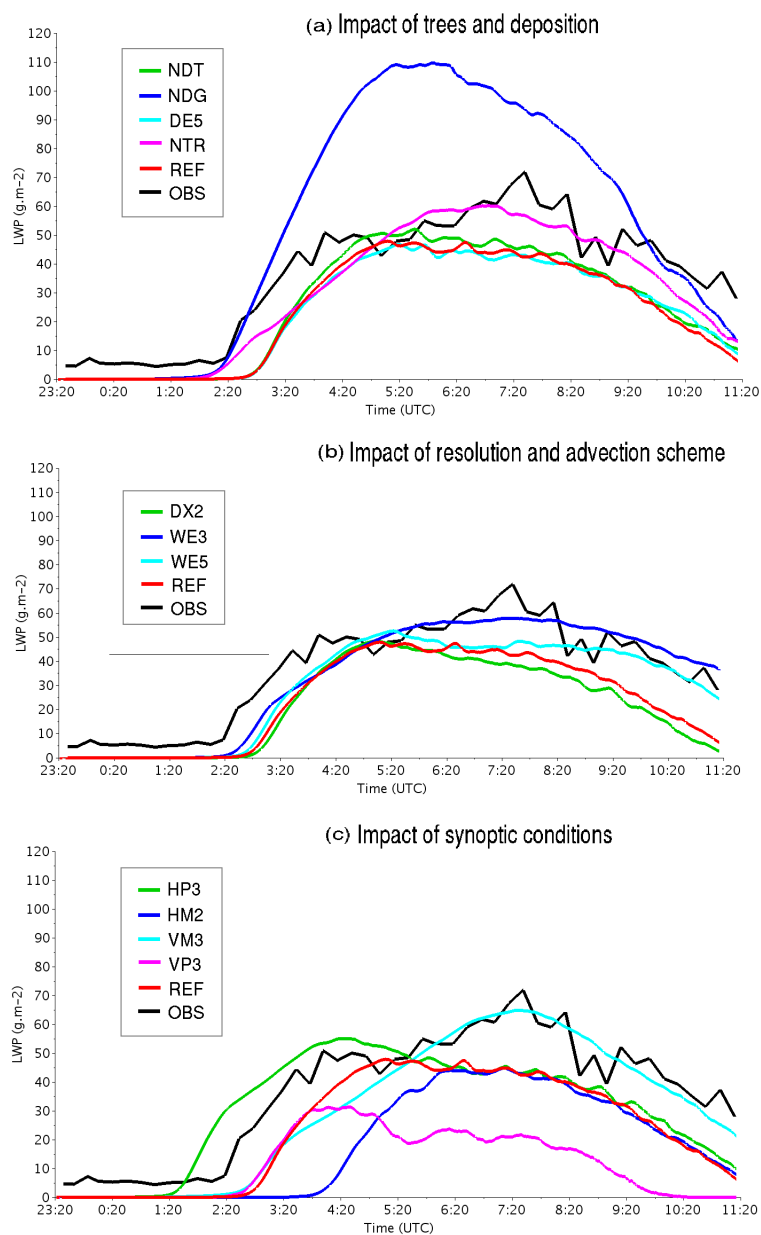 (a) Impact of trees and deposition
120
110
100
90
80
70
60
50
40
30
20
10
0
LWP (g.m-2)
NDT
NDG
DE5
NTR
REF
OBS
23:20 0:20 1:20 2:20 3:20 4:20 5:20 6:20 7:20 8:20 9:20 10:20 11:20
Time (UTC)
(b) Impact of resolution and advection scheme
120
110
100
90
80
70
60
50
40
30
20
10
0
LWP (g.m-2)
DX2
WE3
WE5
REF
OBS
23:20 0:20 1:20 2:20 3:20 4:20 5:20 6:20 7:20 8:20 9:20 10:20 11:20
Time (UTC)
(c) Impact of synoptic conditions
120
110
100
90
80
70
60
50
40
30
20
10
0
LWP (g.m-2)
HP3
HM2
VM3
VP3
REF
OBS
23:20 0:20 1:20 2:20 3:20 4:20 5:20 6:20 7:20 8:20 9:20 10:20 11:20
Time (UTC)